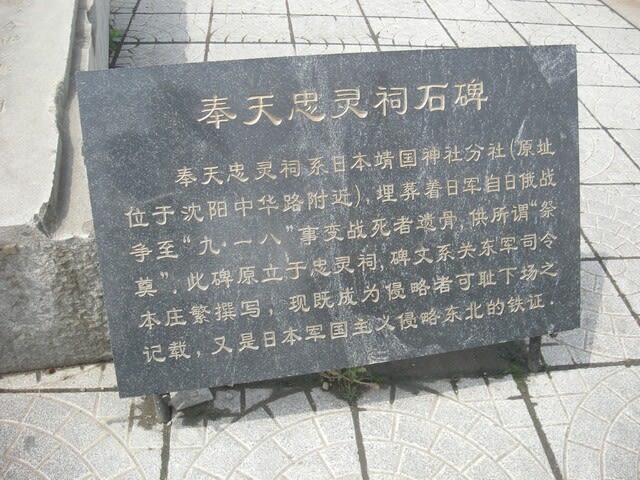 奉天忠灵祠石碑
奉天忠灵祠系日本靖国神社分社(原址
位于沈阳中华路附近),埋葬着日军自日俄战
争至“九·一八”事变战死者遗骨,供所谓“祭
奠”.此碑原立于忠灵祠,碑文系关东军司令
本庄繁撰写,现既成为侵略者可耻下场之
记载,又是日本军国主义侵略东北的铁证.